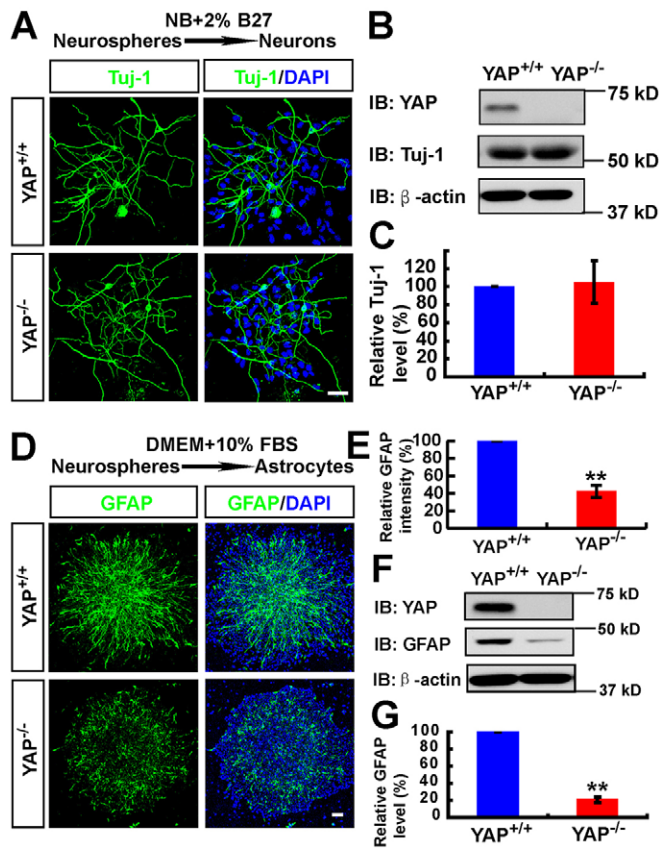 A
NB+2% B27
Neurospheres Neurons
Tuj-1 Tuj-1/DAPI
YAP+/+
YAP-/-
B
YAP+/+ YAP-/-
IB: YAP 75 kD
IB: Tuj-1 50 kD
IB: β-actin 37 kD
C
Relative Tuj-1 level (%)
120
100
80
60
40
20
0
YAP+/+ YAP-/-
D
DMEM+10% FBS
Neurospheres Astrocytes
GFAP GFAP/DAPI
YAP+/+
YAP-/-
E
Relative GFAP intensity (%)
100
80
60
40
20
0
**
YAP+/+ YAP-/-
F
YAP+/+ YAP-/-
IB: YAP 75 kD
IB: GFAP 50 kD
IB: β-actin 37 kD
G
Relative GFAP level (%)
100
80
60
40
20
0
**
YAP+/+ YAP-/-